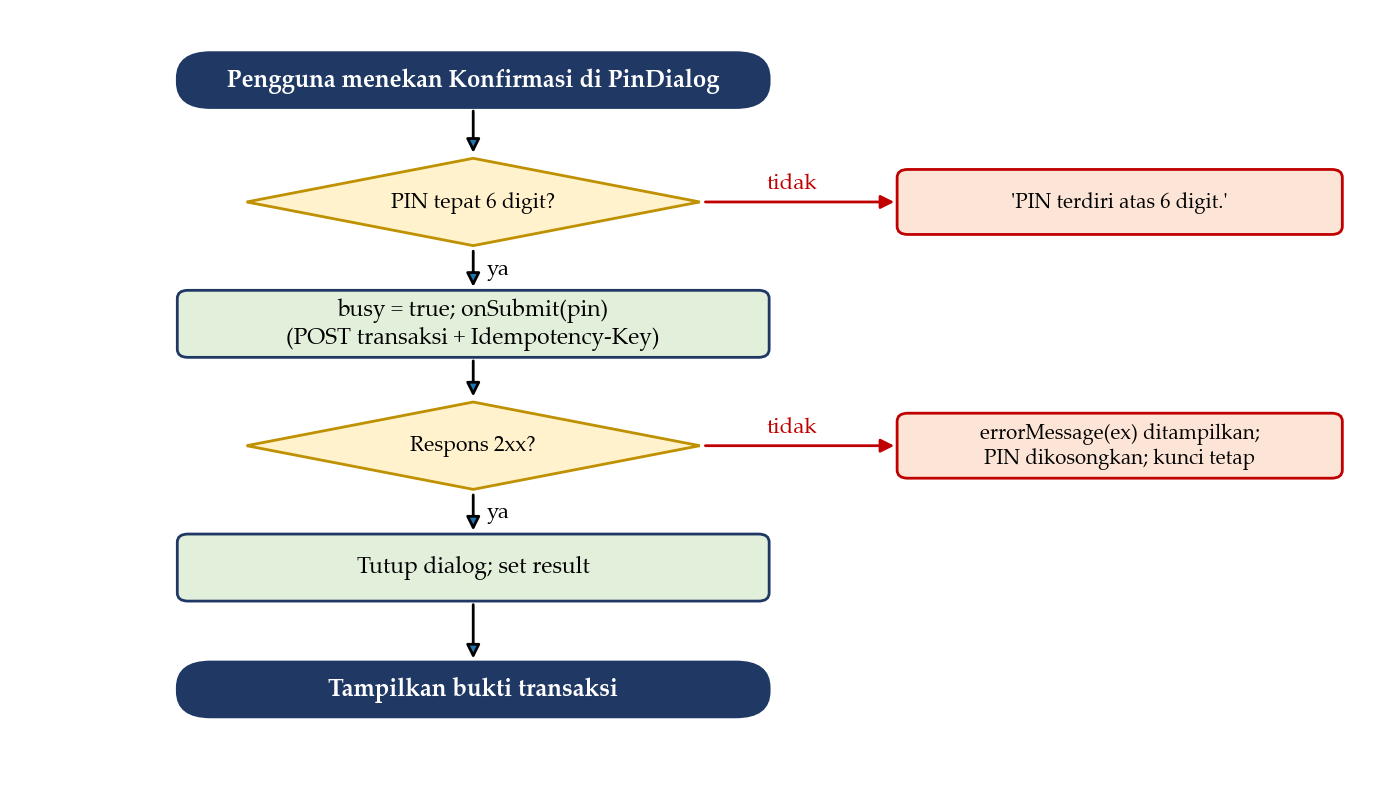 Pengguna menekan Konfirmasi di PinDialog
PIN tepat 6 digit?
tidak
'PIN terdiri atas 6 digit.'
ya
busy = true; onSubmit(pin)
(POST transaksi + Idempotency-Key)
Respons 2xx?
tidak
errorMessage(ex) ditampilkan;
PIN dikosongkan; kunci tetap
ya
Tutup dialog; set result
Tampilkan bukti transaksi